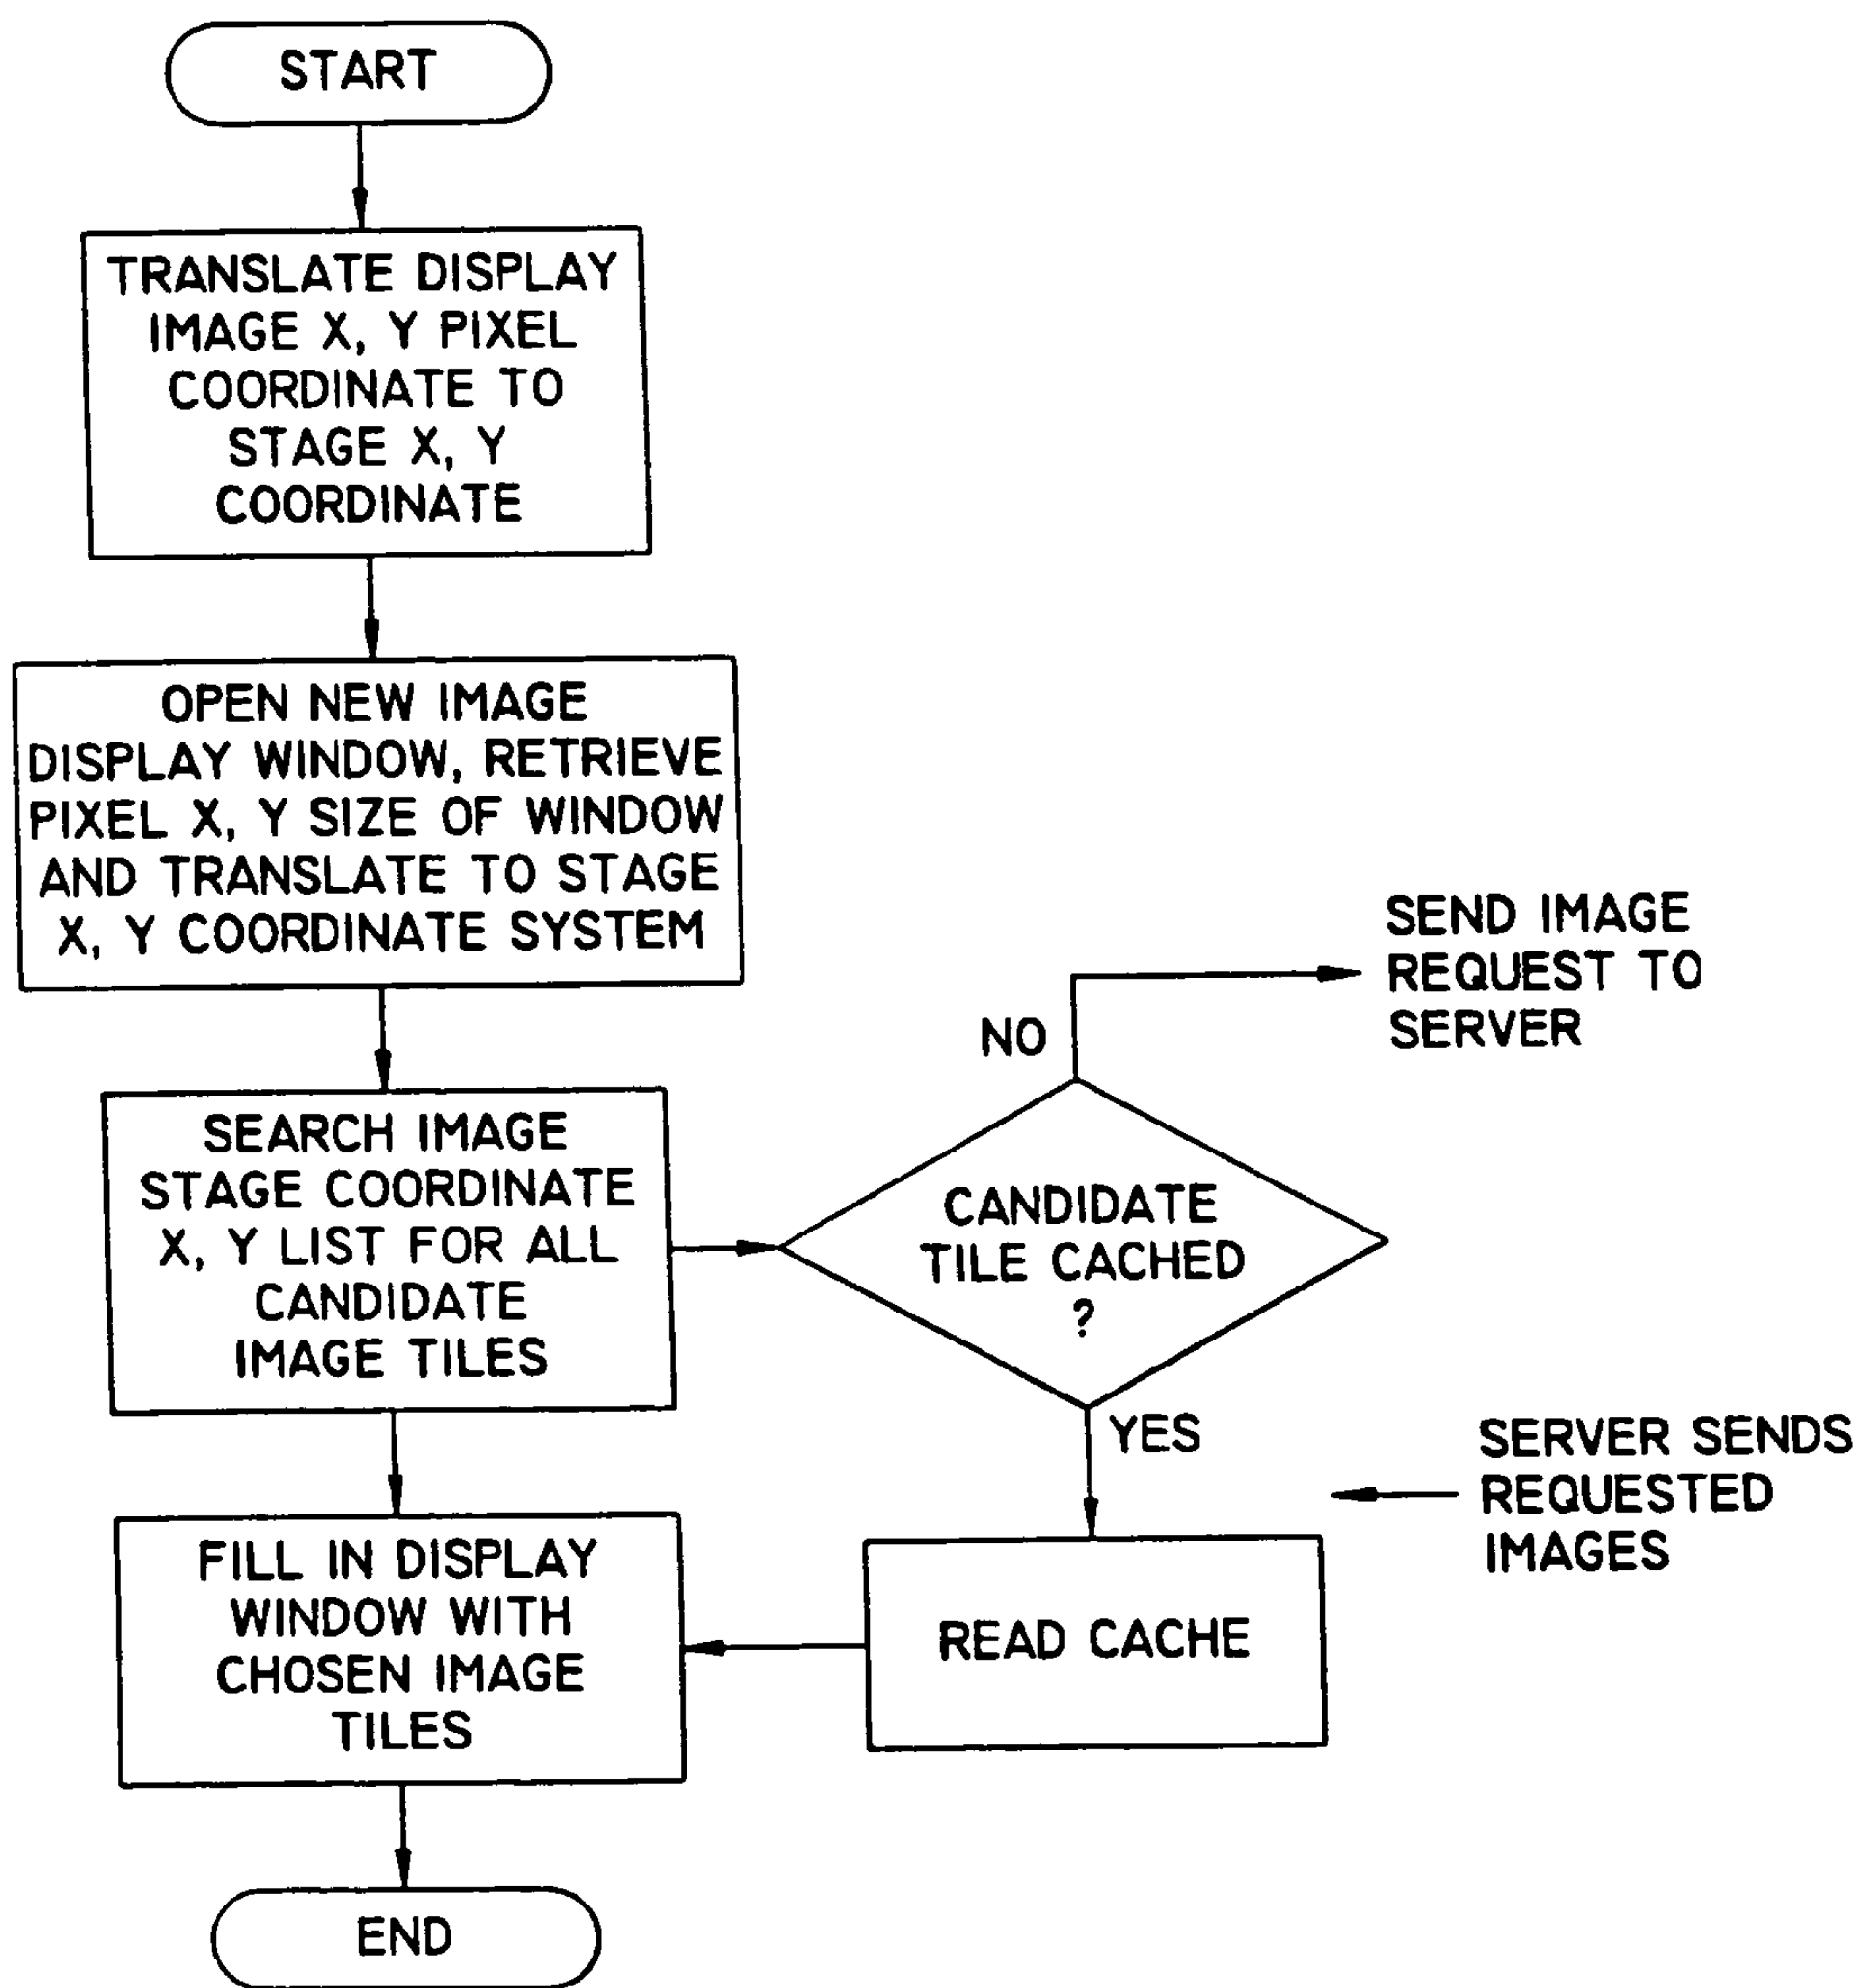 START
TRANSLATE DISPLAY
IMAGE X, Y PIXEL
COORDINATE TO
STAGE X, Y
COORDINATE
OPEN NEW IMAGE
DISPLAY WINDOW, RETRIEVE
PIXEL X, Y SIZE OF WINDOW
AND TRANSLATE TO STAGE
X, Y COORDINATE SYSTEM
SEARCH IMAGE
STAGE COORDINATE
X, Y LIST FOR ALL
CANDIDATE
IMAGE TILES
CANDIDATE
TILE CACHED
?
NO
SEND IMAGE
REQUEST TO
SERVER
YES
SERVER SENDS
REQUESTED
IMAGES
READ CACHE
FILL IN DISPLAY
WINDOW WITH
CHOSEN IMAGE
TILES
END